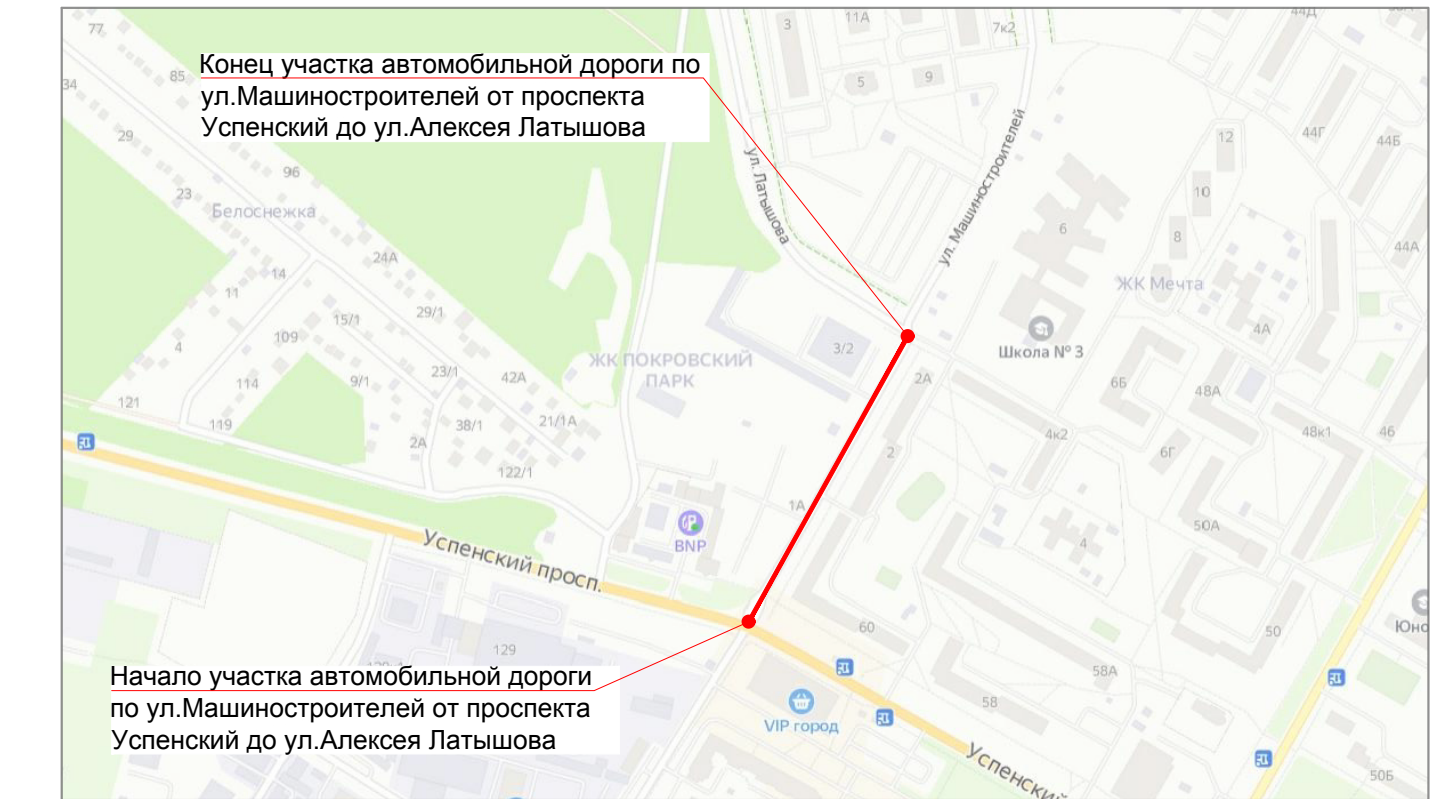 77
3
11А
7к2
44Д
Конец участка автомобильной дороги по
ул.Машиностроителей от проспекта
Успенский до ул.Алексея Латышова
34
85
5
9
29
12
44Г
44Б
96
23
Белоснежка
ул. Латышова
ул. Машиностроителей
10
6
8
24А
44А
14
11
ЖК Мечта
15/1
29/1
109
4
3/2
Школа № 3
4А
ЖК ПОКРОВСКИЙ
ПАРК
114
9/1
23/1
42А
2А
6Б
48А
121
119
38/1
21/1А
2А
4к2
48к1
46
2
6Г
122/1
1А
50А
BNP
4
Успенский просп.
60
50
Юно
129
58А
Начало участка автомобильной дороги
по ул.Машиностроителей от проспекта
Успенский до ул.Алексея Латышова
58
VIP город
Успенский
50Б